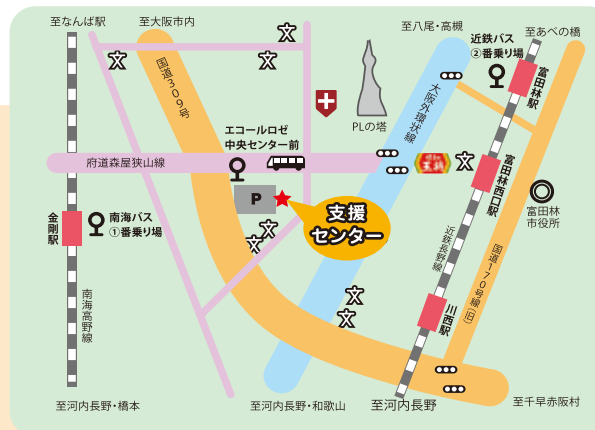 至なんば駅
至大阪市内
至八尾・高槻
至あべの橋
近鉄バス
②番乗り場
国道309号
大阪外環状線
富田林駅
PLの塔
エコールロゼ
中央センター前
府道森屋狭山線
富田林西口駅
P
支援
センター
富田林
市役所
金剛駅
南海バス
①番乗り場
近鉄長野線
国道170号線(旧)
南海高野線
川西駅
至河内長野・橋本
至河内長野・和歌山
至河内長野
至千早赤阪村